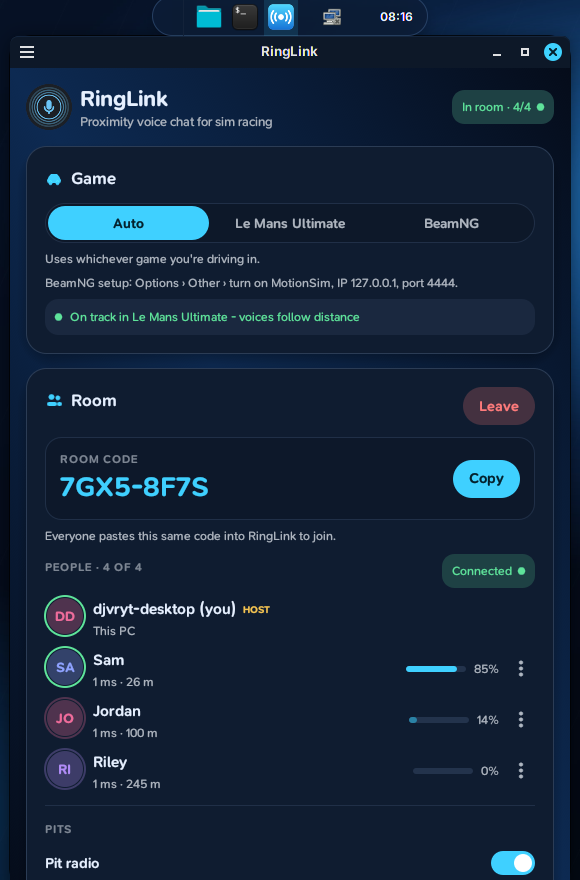 $_
08:16
RingLink
RingLink
Proximity voice chat for sim racing
In room · 4/4
Game
Auto
Le Mans Ultimate
BeamNG
Uses whichever game you're driving in.
BeamNG setup: Options › Other › turn on MotionSim, IP 127.0.0.1, port 4444.
On track in Le Mans Ultimate - voices follow distance
Room
Leave
ROOM CODE
7GX5-8F7S
Copy
Everyone pastes this same code into RingLink to join.
PEOPLE · 4 OF 4
Connected
DD
djvryt-desktop (you) HOST
This PC
SA
Sam
1 ms · 26 m
85%
JO
Jordan
1 ms · 100 m
14%
RI
Riley
1 ms · 245 m
0%
PITS
Pit radio